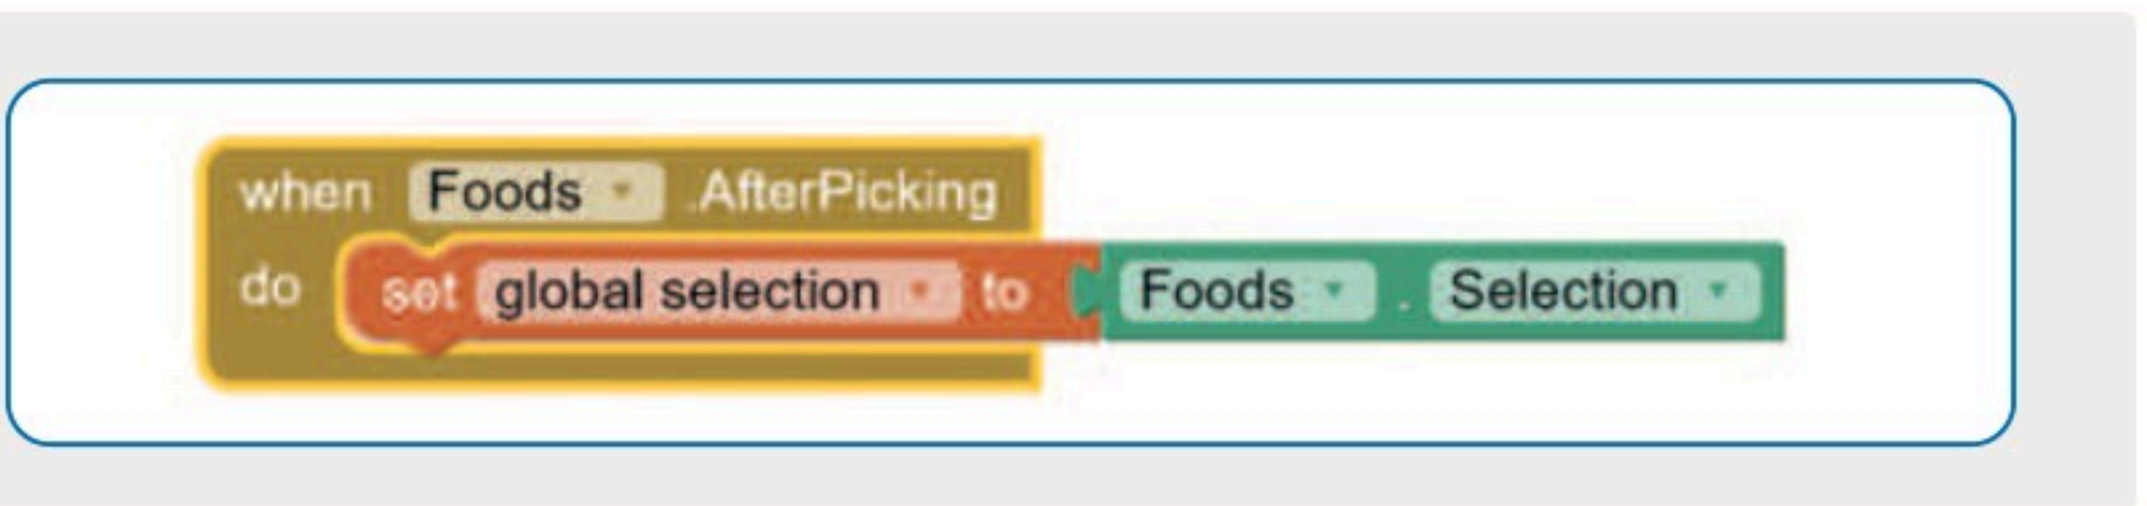 when Foods .AfterPicking
do set global selection to Foods . Selection